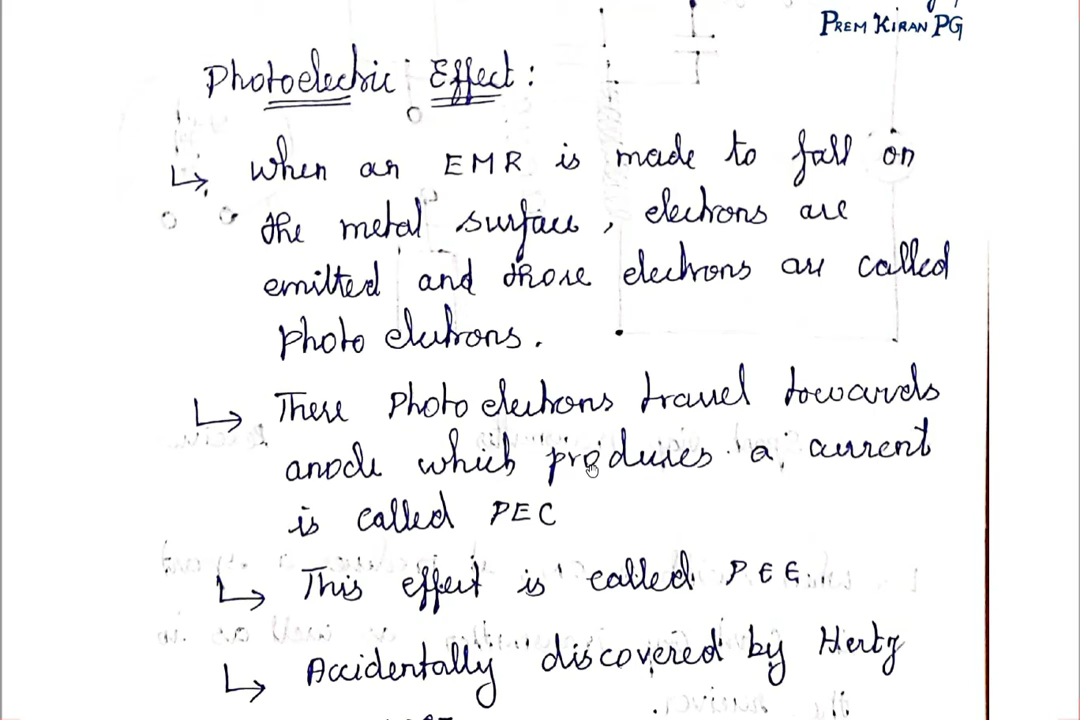 PREM KIRAN PG
Photoelectric Effect :
↳ when an EMR is made to fall on
the metal surface, electrons are
emitted and those electrons are called
photo electrons.
↳ These photo electrons travel towards
anode which produces a current
is called PEC
↳ This effect is called PEE.
↳ Accidentally discovered by Hertz